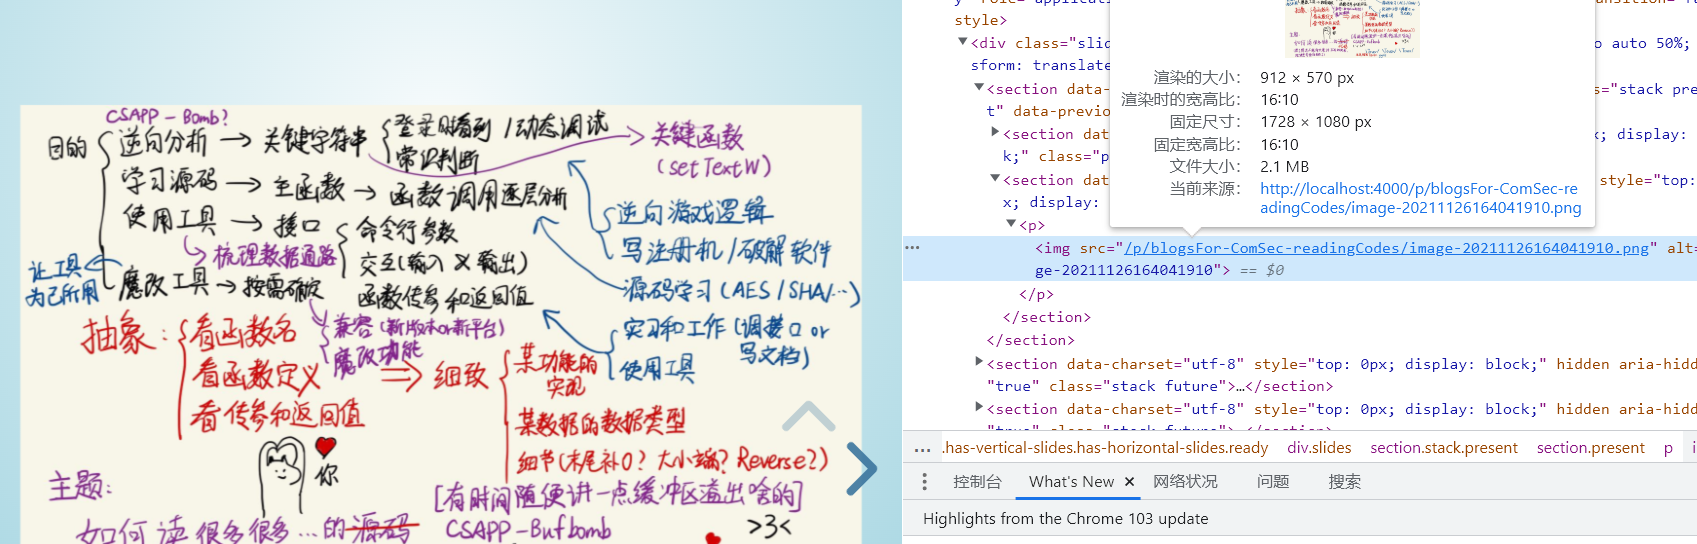 CSAPP - Bomb?
目的
逆向分析 → 关键字符串
登录时看到 / 动态调试
常识判断
关键函数
(setTextW)
学习源码 → 主函数 → 函数调用逐层分析
使用工具 → 接口
命令行参数
交互(输入 义 输出)
函数传参和返回值
梳理数据通路
让工具
为己所用
魔改工具 → 按需确定
兼容(新版本or新平台)
魔改功能
逆向游戏逻辑
写注册机/破解软件
源码学习(AES/SHA/…)
实习和工作(调接口or
写文档)
使用工具
抽象:
看函数名
看函数定义
看传参和返回值
⇒ 细致
某功能的
实现
某数据的数据类型
细节(末尾补0? 大小端? Reverse?)
你
主题:
[有时间随便讲一点缓冲区溢出啥的]
如何读很多很多…的源码
CSAPP-Bufbomb
>3<
style>
<div class="slid
o auto 50%;
sform: translate
<section data-
="stack pre
t" data-previo
<section data
x; display:
k;" class="p
<section data
style="top:
x; display:
<p>
<img src="/p/blogsFor-ComSec-readingCodes/image-20211126164041910.png" alt=
ge-20211126164041910"> == $0
</p>
</section>
</section>
<section data-charset="utf-8" style="top: 0px; display: block;" hidden aria-hidd
"true" class="stack future">…</section>
<section data-charset="utf-8" style="top: 0px; display: block;" hidden aria-hidd
渲染的大小: 912 × 570 px
渲染时的宽高比: 16:10
固定尺寸: 1728 × 1080 px
固定宽高比: 16:10
文件大小: 2.1 MB
当前来源: http://localhost:4000/p/blogsFor-ComSec-re
adingCodes/image-20211126164041910.png
… .has-vertical-slides.has-horizontal-slides.ready div.slides section.stack.present section.present p i
控制台 What's New × 网络状况 问题 搜索
Highlights from the Chrome 103 update